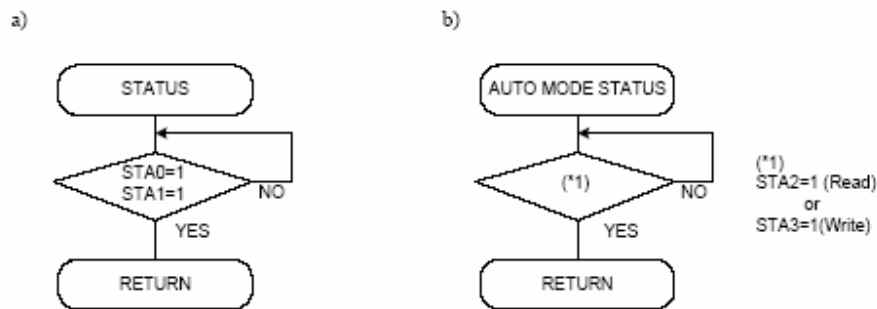 a)
STATUS
STA0=1
STA1=1
NO
YES
RETURN
b)
AUTO MODE STATUS
(*1)
NO
YES
RETURN
(*1)
STA2=1 (Read)
or
STA3=1(Write)